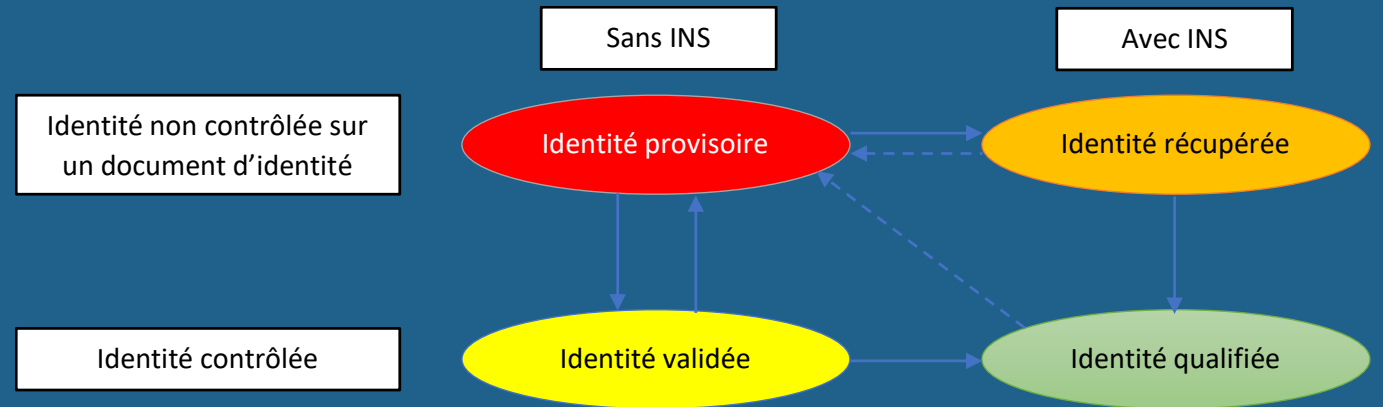 Sans INS
Avec INS
Identité non contrôlée sur
un document d'identité
Identité provisoire
Identité récupérée
Identité contrôlée
Identité validée
Identité qualifiée